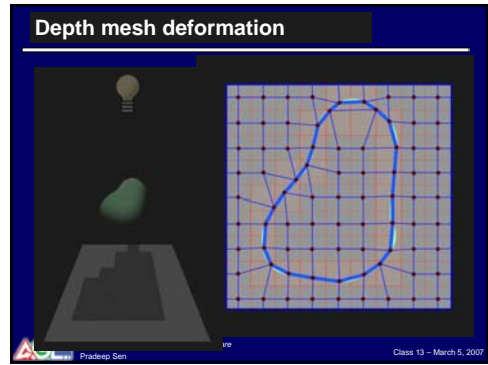 Depth mesh deformation
Pradeep Sen
Class 13 – March 5, 2007